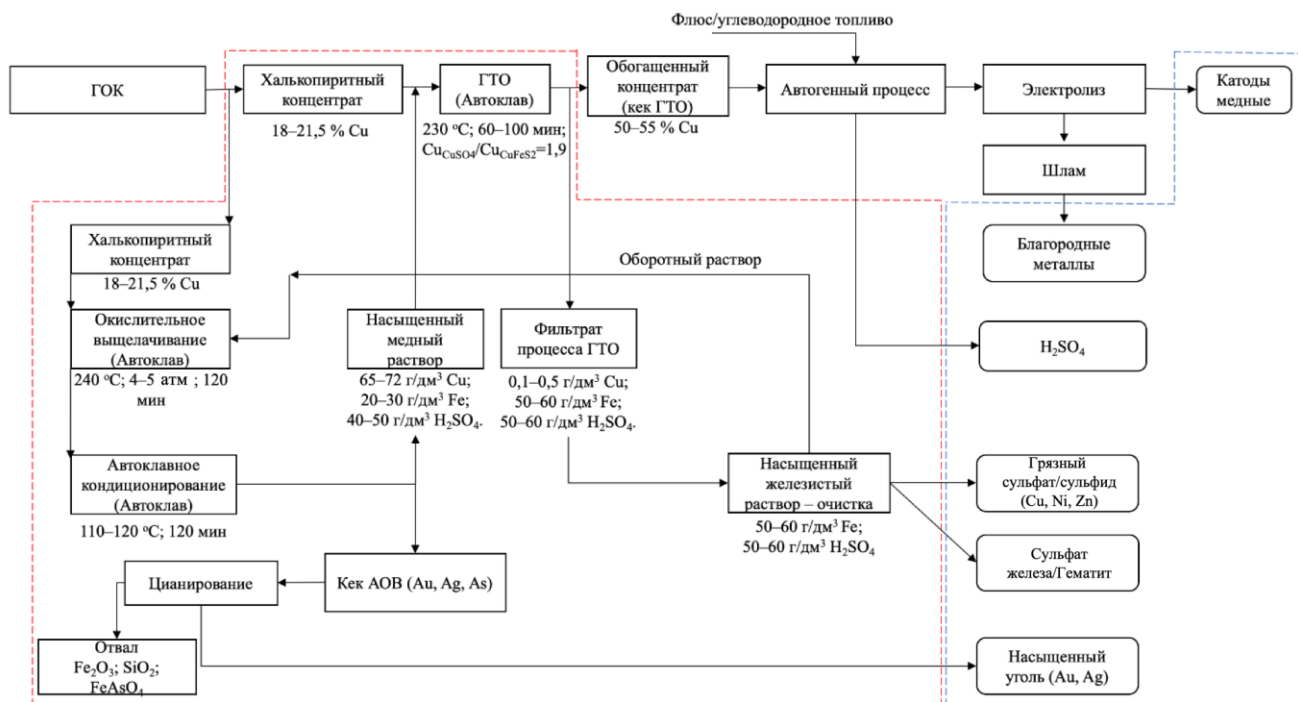 Флюс/углеводородное топливо
ГОК
Халькопиритный
концентрат
18–21,5 % Cu
ГТО
(Автоклав)
230 ºC; 60–100 мин;
Cu_CuSO4/Cu_CuFeS2=1,9
Обогащенный
концентрат
(кек ГТО)
50–55 % Cu
Автогенный процесс
Электролиз
Катоды
медные
Шлам
Благородные
металлы
Халькопиритный
концентрат
18–21,5 % Cu
Оборотный раствор
Окислительное
выщелачивание
(Автоклав)
240 ºC; 4–5 атм ; 120
мин
Насыщенный
медный
раствор
65–72 г/дм³ Cu;
20–30 г/дм³ Fe;
40–50 г/дм³ H₂SO₄.
Фильтрат
процесса ГТО
0,1–0,5 г/дм³ Cu;
50–60 г/дм³ Fe;
50–60 г/дм³ H₂SO₄.
H₂SO₄
Автоклавное
кондиционирование
(Автоклав)
110–120 ºC; 120 мин
Насыщенный
железистый
раствор – очистка
50–60 г/дм³ Fe;
50–60 г/дм³ H₂SO₄
Грязный
сульфат/сульфид
(Cu, Ni, Zn)
Сульфат
железа/Гематит
Цианирование
Кек АОВ (Au, Ag, As)
Отвал
Fe₂O₃; SiO₂;
FeAsO₄
Насыщенный
уголь (Au, Ag)